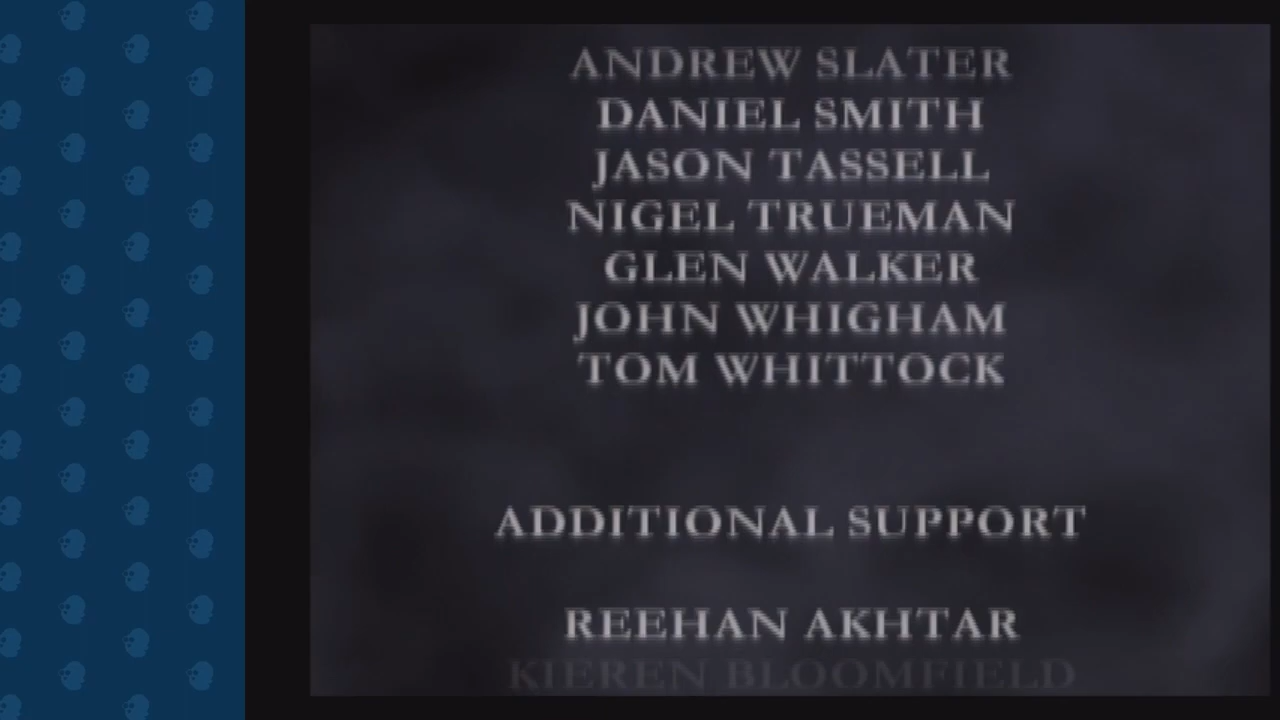 ANDREW SLATER
DANIEL SMITH
JASON TASSELL
NIGEL TRUEMAN
GLEN WALKER
JOHN WHIGHAM
TOM WHITTOCK
ADDITIONAL SUPPORT
REEHAN AKHTAR
KIEREN BLOOMFIELD